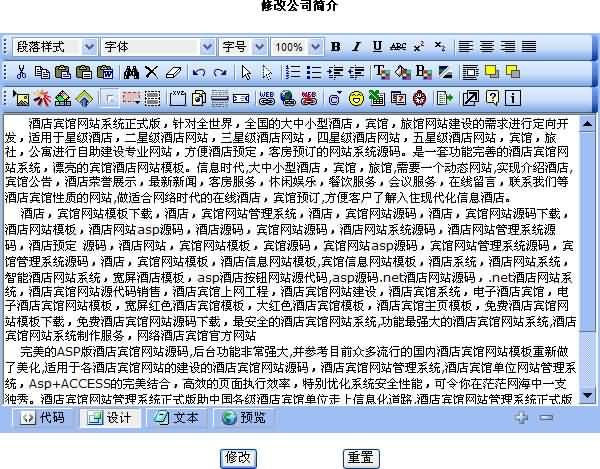 修改公司简介
段落样式 字体 字号 100% B I U ABC x² x₂
酒店宾馆网站系统正式版，针对全世界，全国的大中小型酒店，宾馆，旅馆网站建设的需求进行定向开
发，适用于星级酒店，二星级酒店网站，三星级酒店网站，四星级酒店网站，五星级酒店网站，宾馆，旅
社，公寓进行自助建设专业网站，方便酒店预定，客房预订的网站系统源码。是一套功能完善的酒店宾馆网
站系统，漂亮的宾馆酒店网站模板。信息时代,大中小型酒店，宾馆，旅馆,需要一个动态网站,实现介绍酒店,
宾馆公告，酒店荣誉展示，最新新闻，客房服务，休闲娱乐，餐饮服务，会议服务，在线留言，联系我们等
酒店宾馆性质的网站,做适合网络时代的在线酒店，宾馆预订,方便客户了解入住现代化信息酒店。
酒店，宾馆网站模板下载，酒店，宾馆网站管理系统，酒店，宾馆网站源码，酒店，宾馆网站源码下载，
酒店网站模板，酒店网站asp源码，酒店源码，宾馆网站源码，酒店网站系统源码，酒店网站管理系统源
码，酒店预定 源码，酒店网站，宾馆网站模板，宾馆源码，宾馆网站asp源码，宾馆网站管理系统源码，宾
馆管理系统源码，酒店，宾馆网站模板，酒店信息网站模板,宾馆信息网站模板，酒店系统，酒店网站系统，
智能酒店网站系统，宽屏酒店模板，asp酒店按钮网站源代码,asp源码.net酒店网站源码，.net酒店网站系
统，酒店宾馆网站源代码销售，酒店宾馆上网工程，酒店宾馆网站建设，酒店宾馆系统，电子酒店宾馆，电
子酒店宾馆网站模板，宽屏红色酒店宾馆模板，大红色酒店宾馆模板，酒店宾馆主页模板，免费酒店宾馆网
站模板下载，免费酒店宾馆网站源码下载，最安全的酒店宾馆网站系统,功能最强大的酒店宾馆网站系统,酒店
宾馆网站系统制作服务，网络酒店宾馆官方网站
完美的ASP版酒店宾馆网站源码,后台功能非常强大,并参考目前众多流行的国内酒店宾馆网站模板重新做
了美化,适用于各酒店宾馆网站的建设的酒店宾馆网站源码，酒店宾馆网站管理系统,酒店宾馆单位网站管理系
统，Asp+ACCESS的完美结合，高效的页面执行效率，特别优化系统安全性能，可令你在茫茫网海中一支
独秀。酒店宾馆网站管理系统正式版助中国各级酒店宾馆单位走上信息化道路,酒店宾馆网站管理系统正式版
代码 设计 文本 预览
修改 重置